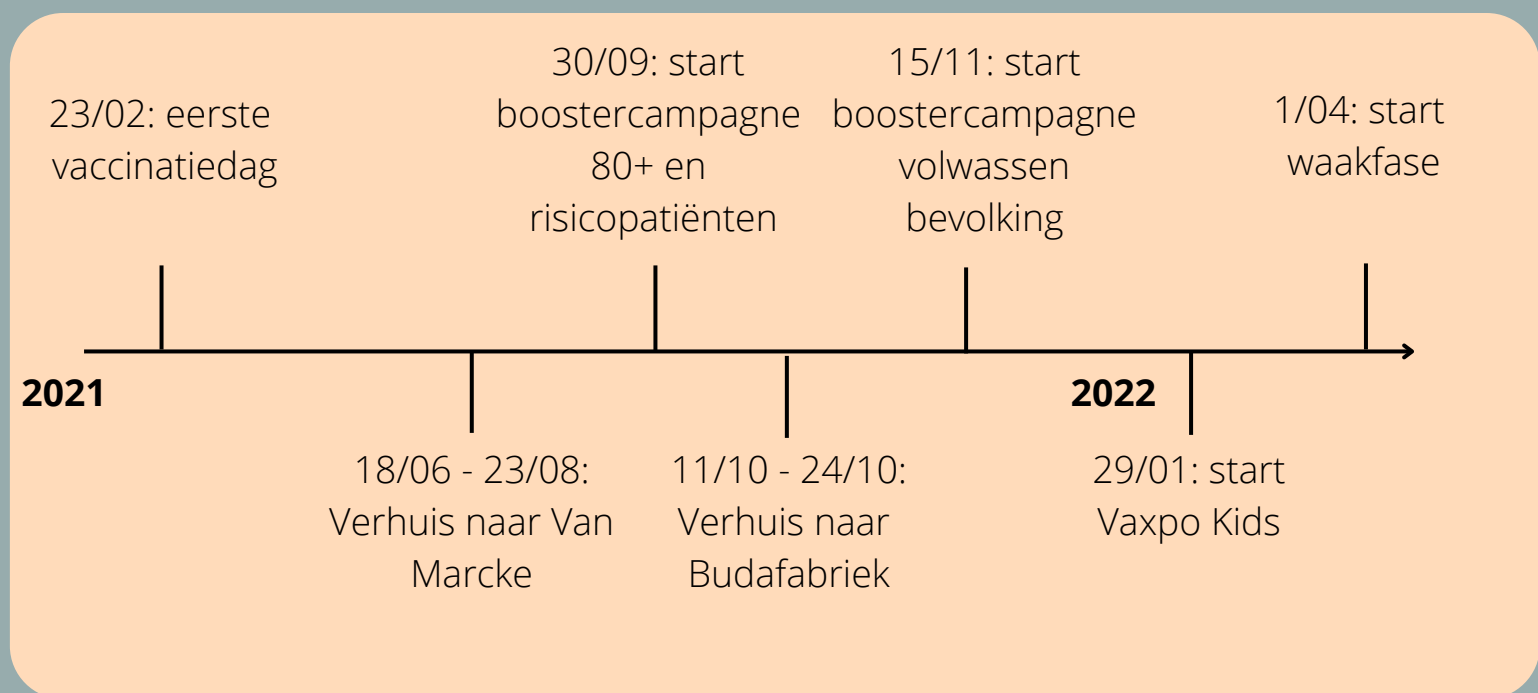 23/02: eerste
vaccinatiedag
30/09: start
boostercampagne
80+ en
risicopatiënten
15/11: start
boostercampagne
volwassen
bevolking
1/04: start
waakfase
2021
2022
18/06 - 23/08:
Verhuis naar Van
Marcke
11/10 - 24/10:
Verhuis naar
Budafabriek
29/01: start
Vaxpo Kids